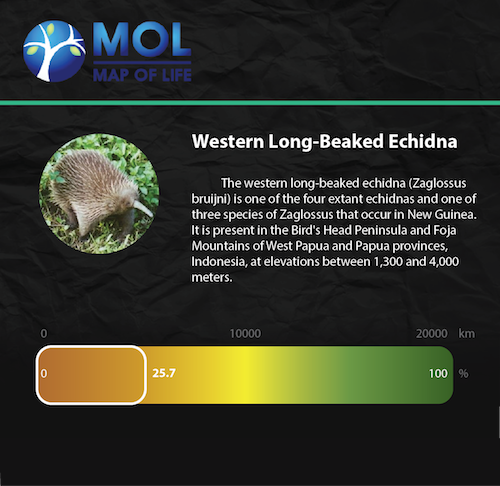 MOL
MAP OF LIFE
Western Long-Beaked Echidna
The western long-beaked echidna (Zaglossus
bruijni) is one of the four extant echidnas and one of
three species of Zaglossus that occur in New Guinea.
It is present in the Bird's Head Peninsula and Foja
Mountains of West Papua and Papua provinces,
Indonesia, at elevations between 1,300 and 4,000
meters.
0 10000 20000 km
0 25.7 100 %